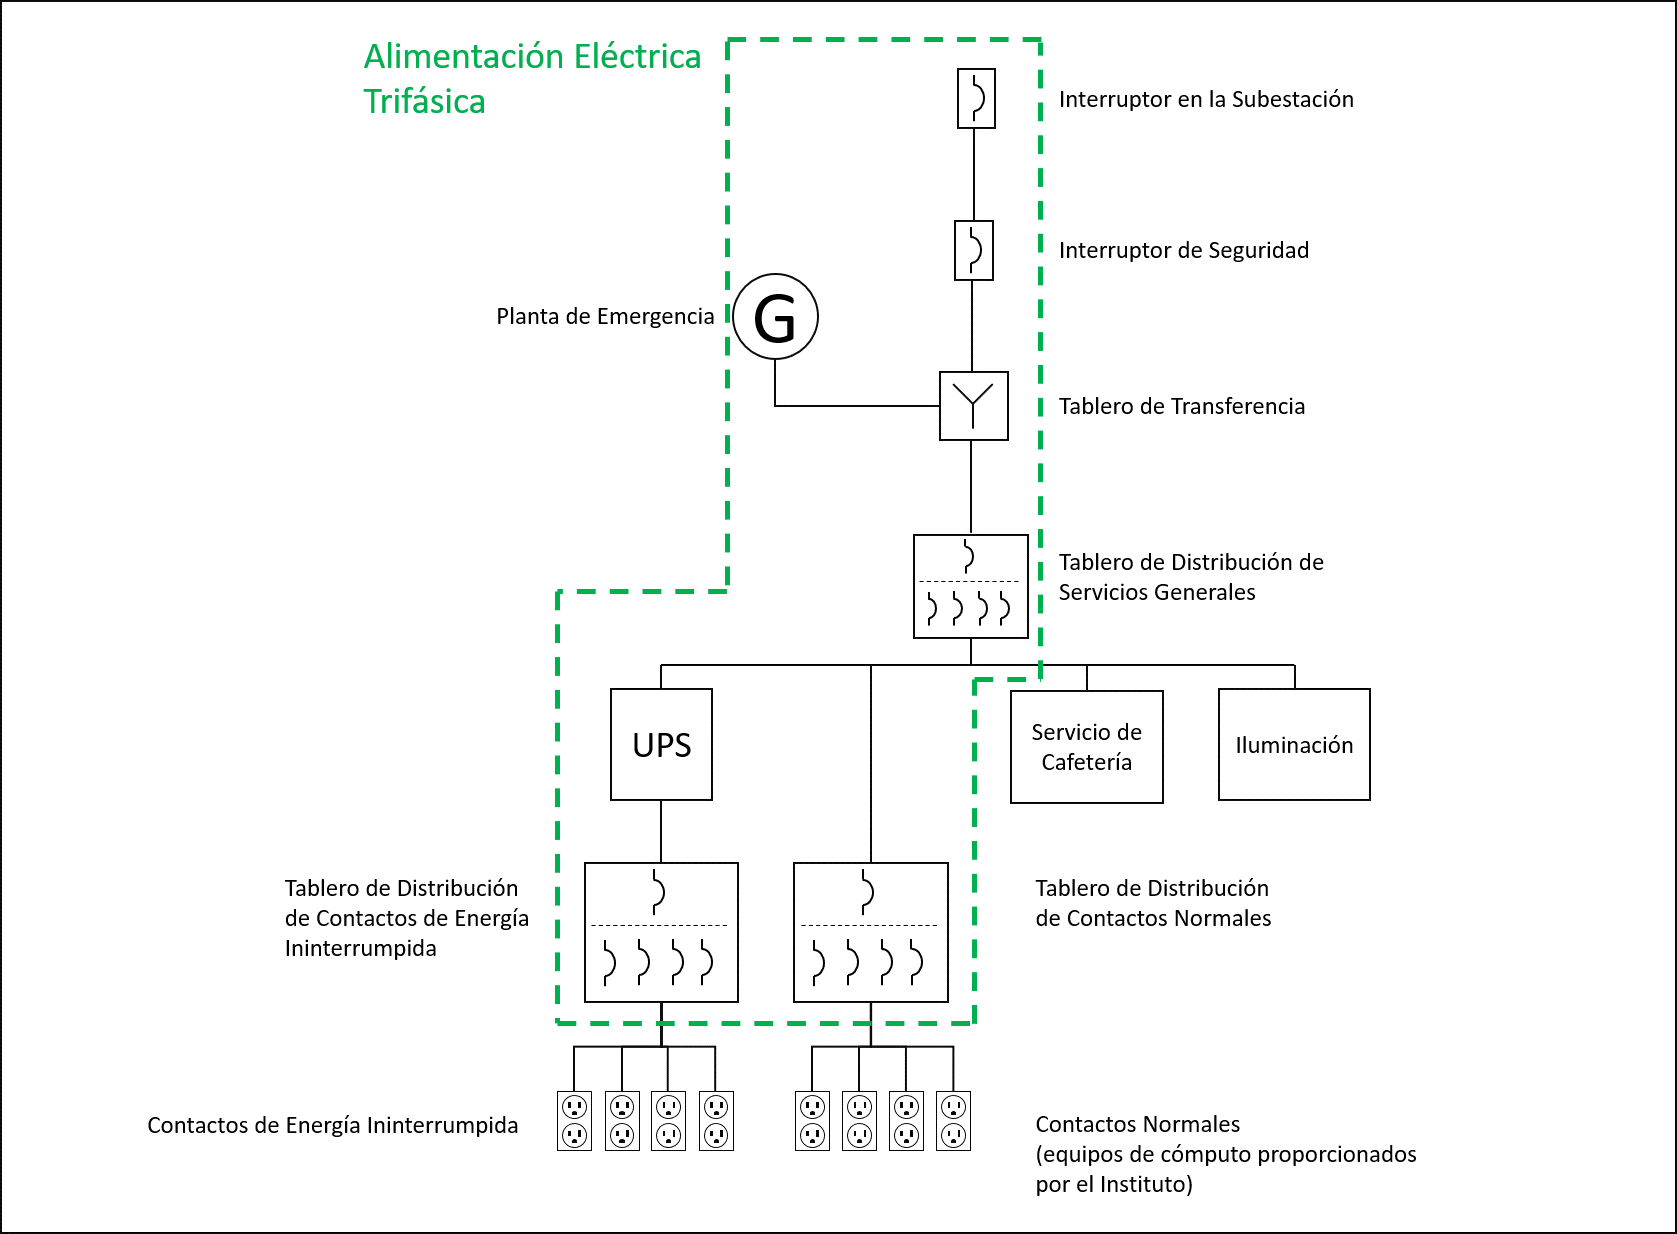 Alimentación Eléctrica
Trifásica
Interruptor en la Subestación
Interruptor de Seguridad
Planta de Emergencia
G
Tablero de Transferencia
Tablero de Distribución de
Servicios Generales
UPS
Servicio de
Cafetería
Iluminación
Tablero de Distribución
de Contactos de Energía
Ininterrumpida
Tablero de Distribución
de Contactos Normales
Contactos de Energía Ininterrumpida
Contactos Normales
(equipos de cómputo proporcionados
por el Instituto)